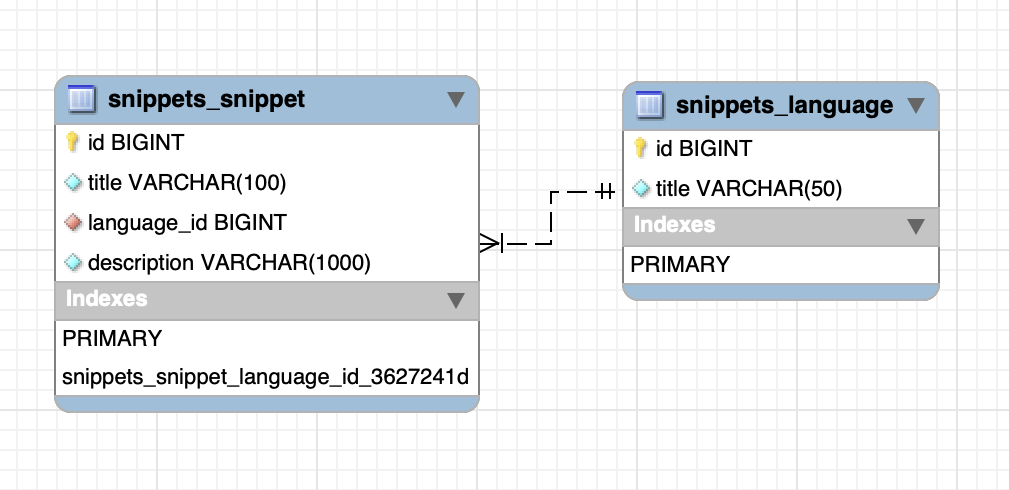 snippets_snippet
id BIGINT
title VARCHAR(100)
language_id BIGINT
description VARCHAR(1000)
Indexes
PRIMARY
snippets_snippet_language_id_3627241d
snippets_language
id BIGINT
title VARCHAR(50)
Indexes
PRIMARY